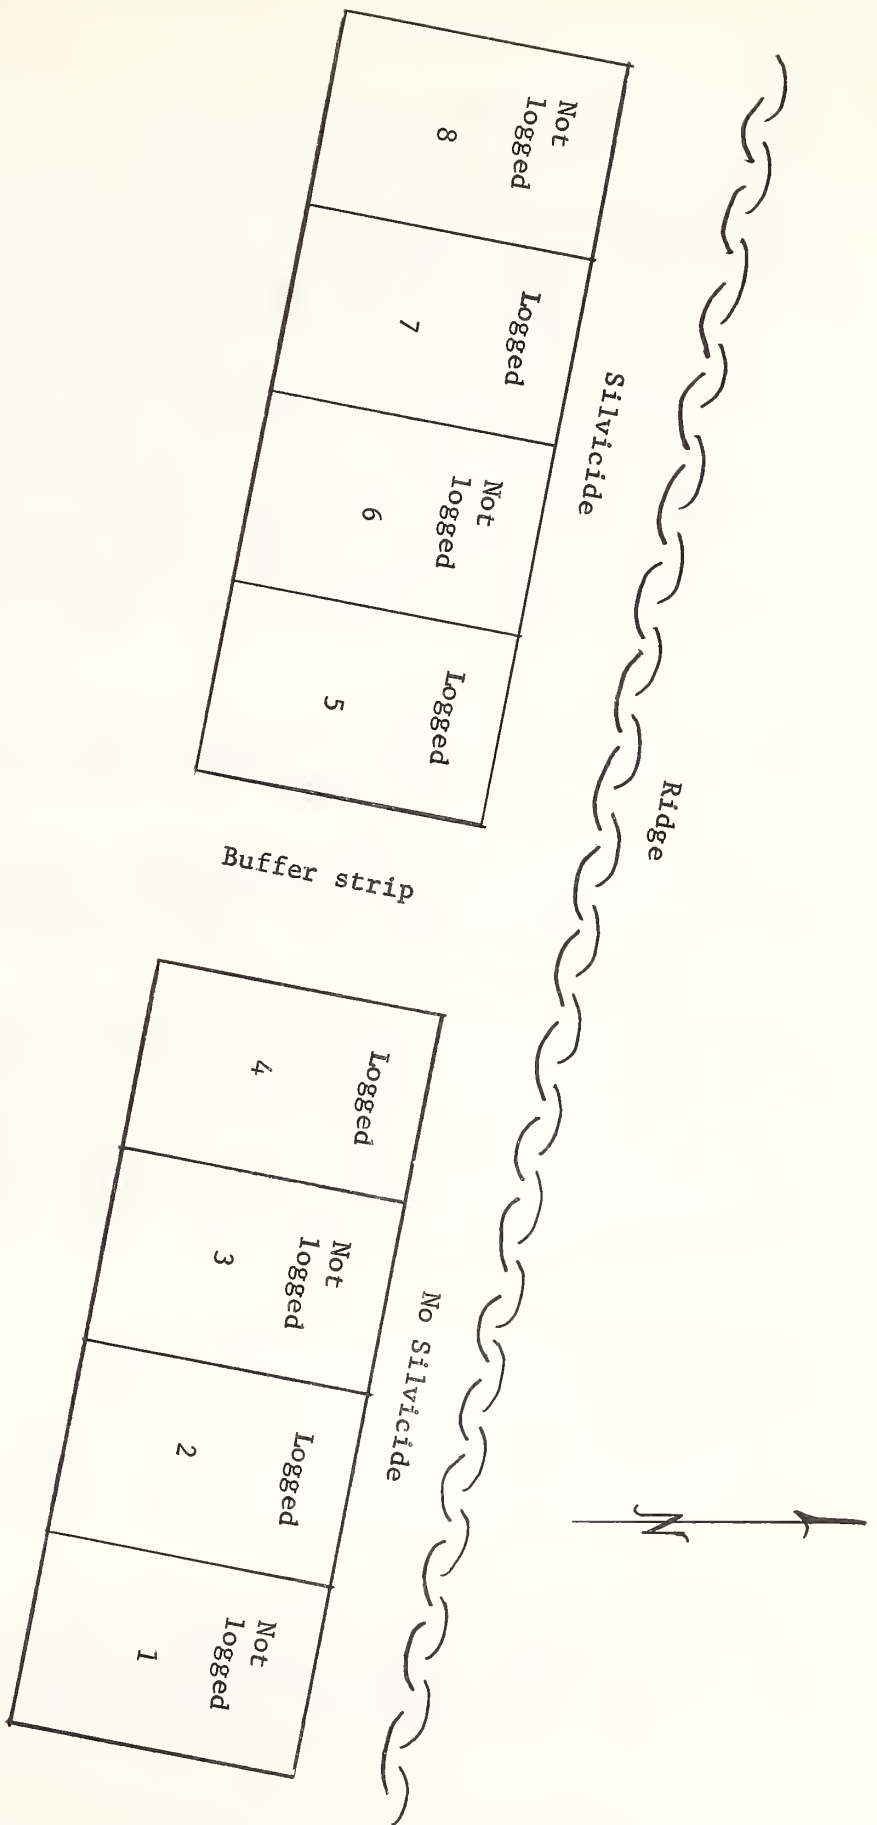 Ridge
Silvicide
Not
logged
8
Logged
7
Not
logged
6
Logged
5
Buffer strip
No Silvicide
Logged
4
Not
logged
3
Logged
2
Not
logged
1
N